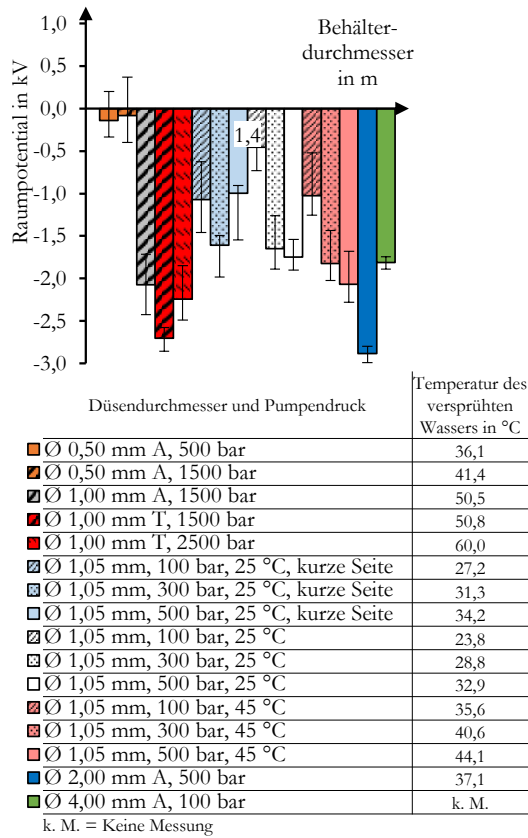 1,0
0,5
0,0
-0,5
-1,0
-1,5
-2,0
-2,5
-3,0
Raumpotential in kV
Behälter-
durchmesser
in m
1,4
Düsendurchmesser und Pumpendruck
Temperatur des
versprühten
Wassers in °C
Ø 0,50 mm A, 500 bar 36,1
Ø 0,50 mm A, 1500 bar 41,4
Ø 1,00 mm A, 1500 bar 50,5
Ø 1,00 mm T, 1500 bar 50,8
Ø 1,00 mm T, 2500 bar 60,0
Ø 1,05 mm, 100 bar, 25 °C, kurze Seite 27,2
Ø 1,05 mm, 300 bar, 25 °C, kurze Seite 31,3
Ø 1,05 mm, 500 bar, 25 °C, kurze Seite 34,2
Ø 1,05 mm, 100 bar, 25 °C 23,8
Ø 1,05 mm, 300 bar, 25 °C 28,8
Ø 1,05 mm, 500 bar, 25 °C 32,9
Ø 1,05 mm, 100 bar, 45 °C 35,6
Ø 1,05 mm, 300 bar, 45 °C 40,6
Ø 1,05 mm, 500 bar, 45 °C 44,1
Ø 2,00 mm A, 500 bar 37,1
Ø 4,00 mm A, 100 bar k. M.
k. M. = Keine Messung